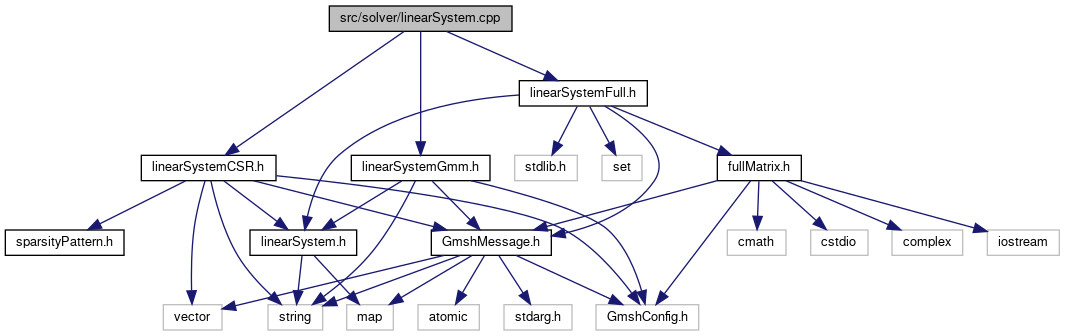 src/solver/linearSystem.cpp
linearSystemFull.h
linearSystemCSR.h
linearSystemGmm.h
stdlib.h
set
fullMatrix.h
sparsityPattern.h
linearSystem.h
GmshMessage.h
cmath
cstdio
complex
iostream
vector
string
map
atomic
stdarg.h
GmshConfig.h